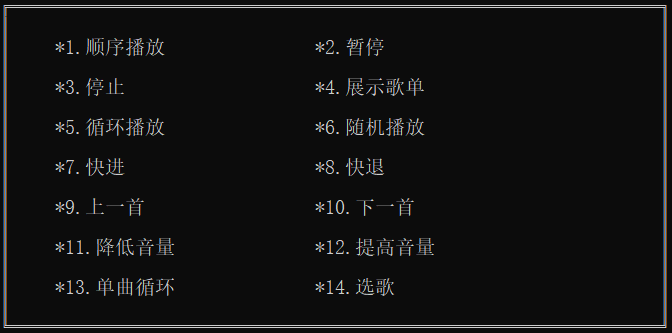 *1.顺序播放 *2.暂停
*3.停止 *4.展示歌单
*5.循环播放 *6.随机播放
*7.快进 *8.快退
*9.上一首 *10.下一首
*11.降低音量 *12.提高音量
*13.单曲循环 *14.选歌